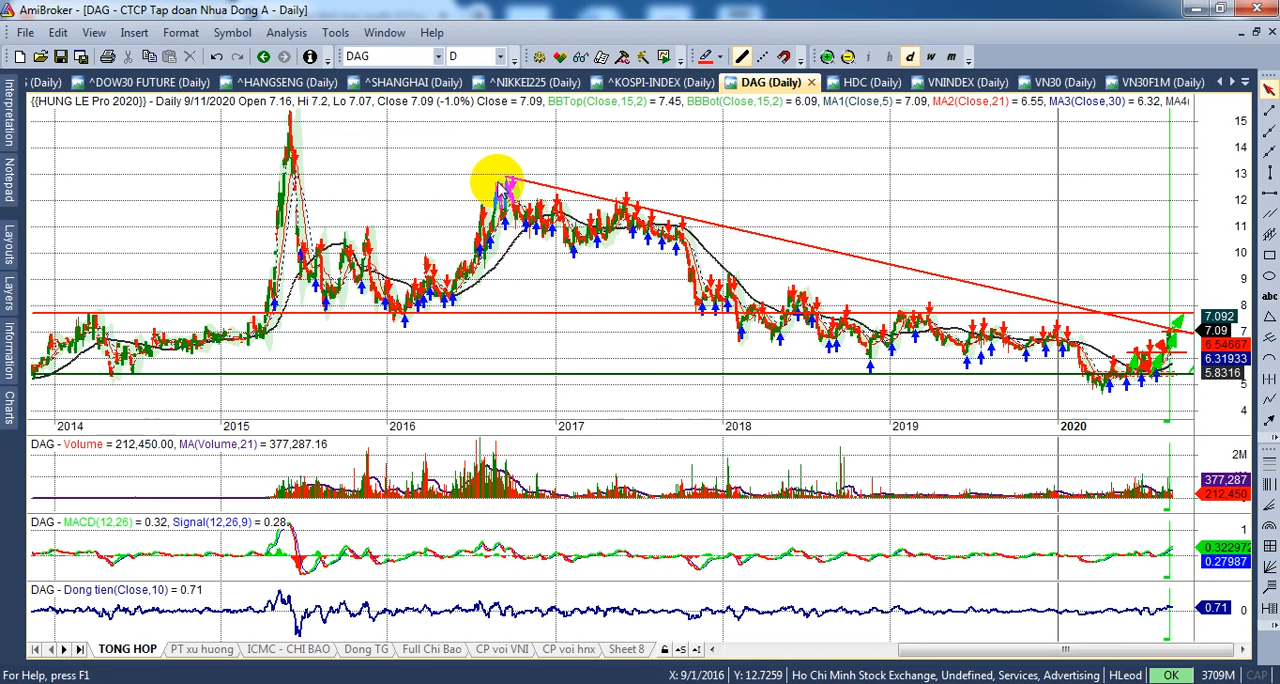 AmiBroker - [DAG - CTCP Tap doan Nhua Dong A - Daily]
File Edit View Insert Format Symbol Analysis Tools Window Help
DAG D i h d w m
(Daily) ^DOW30 FUTURE (Daily) ^HANGSENG (Daily) ^SHANGHAI (Daily) ^NIKKEI225 (Daily) ^KOSPI-INDEX (Daily) DAG (Daily) HDC (Daily) VNINDEX (Daily) VN30 (Daily) VN30F1M (Daily)
{{HUNG LE Pro 2020}} - Daily 9/11/2020 Open 7.16, Hi 7.2, Lo 7.07, Close 7.09 (-1.0%) Close = 7.09, BBTop(Close,15,2) = 7.45, BBBot(Close,15,2) = 6.09, MA1(Close,5) = 7.09, MA2(Close,21) = 6.55, MA3(Close,30) = 6.32, MA4(
Interpretation
Notepad
Layouts
Layers
Information
Charts
abc
15
14
13
12
11
10
9
8
7.092
7.09 7
6.54667
6.31933
5.8316
5
4
2014 2015 2016 2017 2018 2019 2020
DAG - Volume = 212,450.00, MA(Volume,21) = 377,287.16
2M
377,287
212,450
DAG - MACD(12,26) = 0.32, Signal(12,26,9) = 0.28
1
0.322972
0.27987
DAG - Dong tien(Close,10) = 0.71
0.71 0
TONG HOP PT xu huong ICMC - CHI BAO Dong TG Full Chi Bao CP voi VNI CP voi hnx Sheet 8
For Help, press F1 X: 9/1/2016 Y: 12.7259 Ho Chi Minh Stock Exchange, Undefined, Services, Advertising HLeod OK 3709M CAP